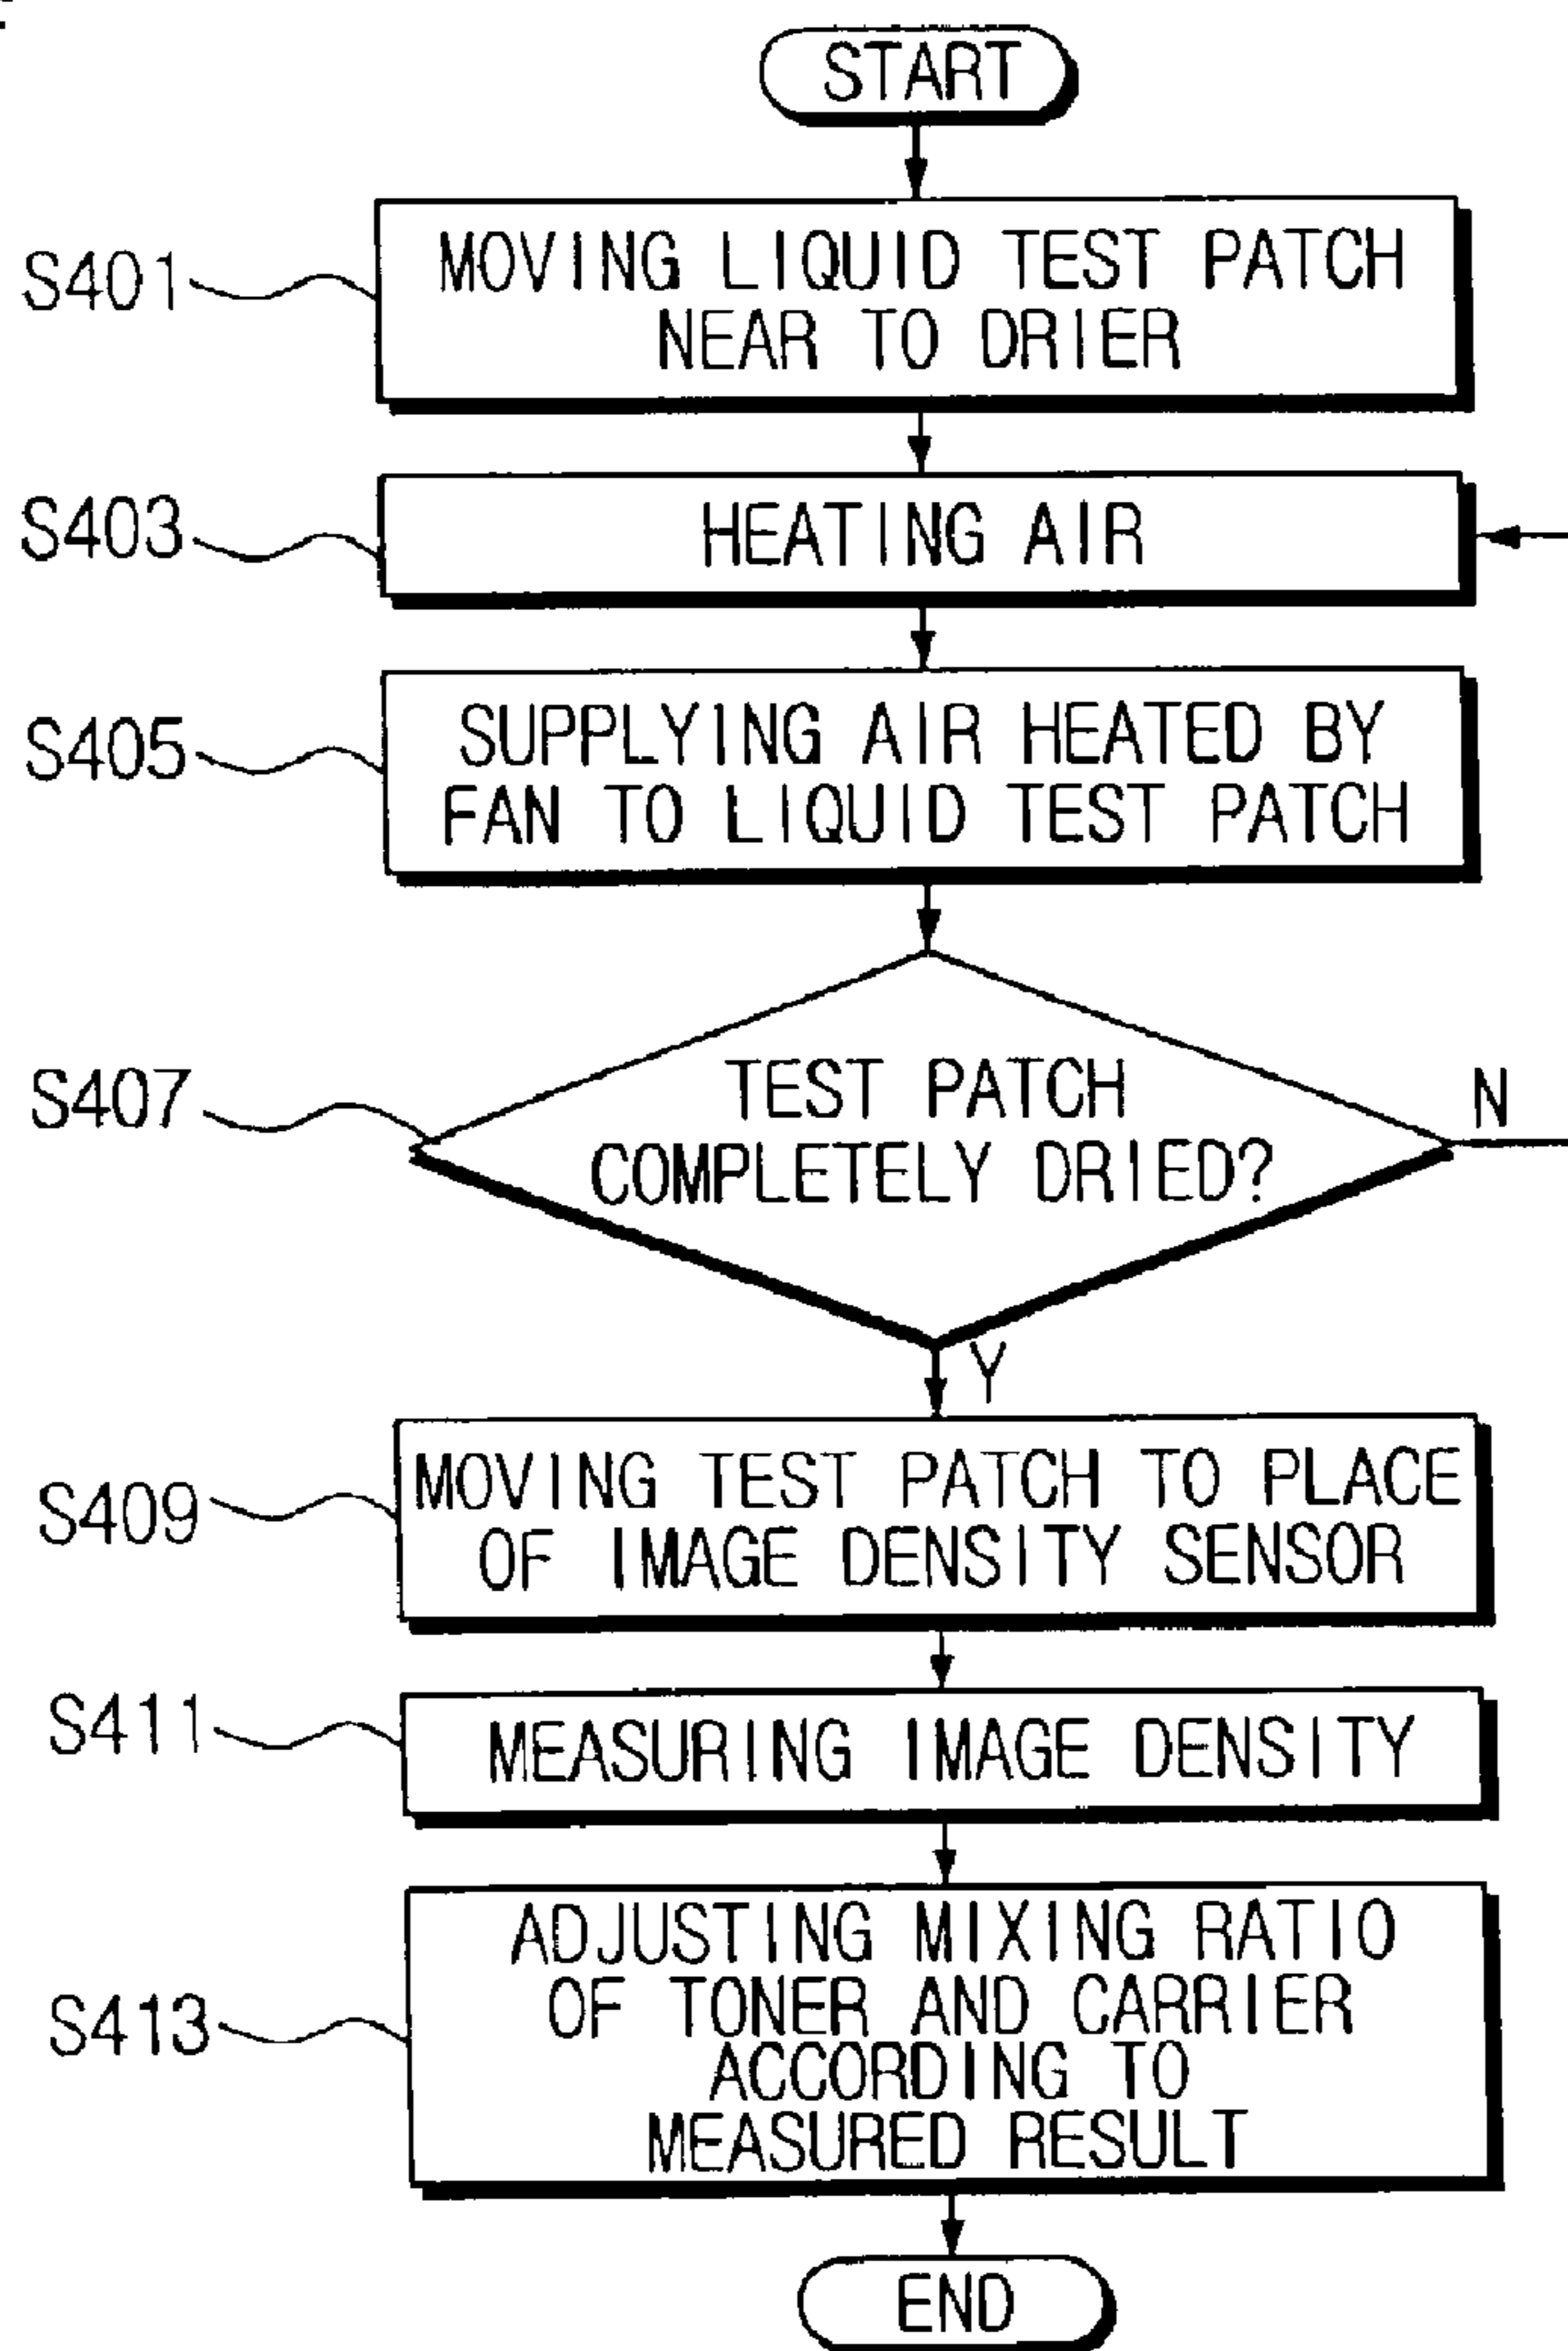 START
S401
MOVING LIQUID TEST PATCH
NEAR TO DRIER
S403
HEATING AIR
S405
SUPPLYING AIR HEATED BY
FAN TO LIQUID TEST PATCH
S407
TEST PATCH
COMPLETELY DRIED?
N
Y
S409
MOVING TEST PATCH TO PLACE
OF IMAGE DENSITY SENSOR
S411
MEASURING IMAGE DENSITY
S413
ADJUSTING MIXING RATIO
OF TONER AND CARRIER
ACCORDING TO
MEASURED RESULT
END